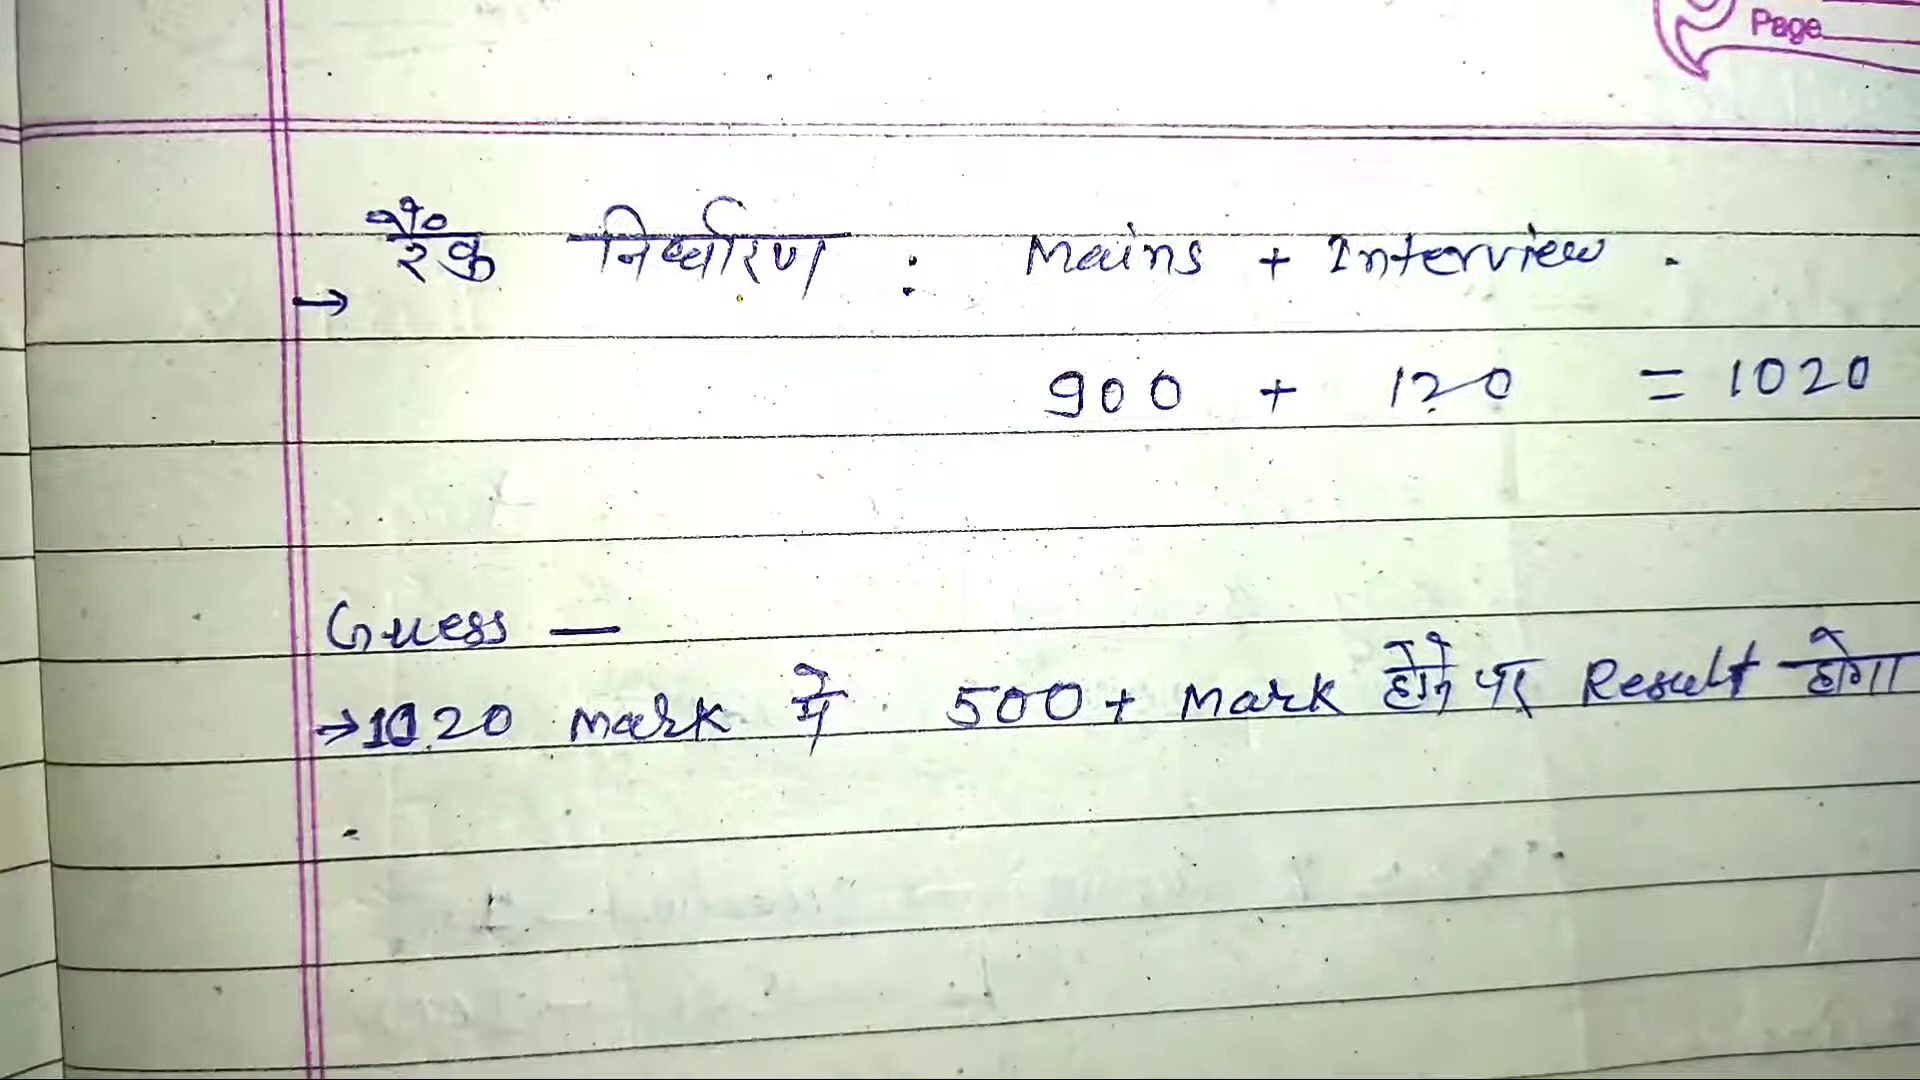 Page
रैंक निर्धारण : Mains + Interview .
→
900 + 120 = 1020
Guess —
→1020 mark में 500+ mark होने पर Result होगा